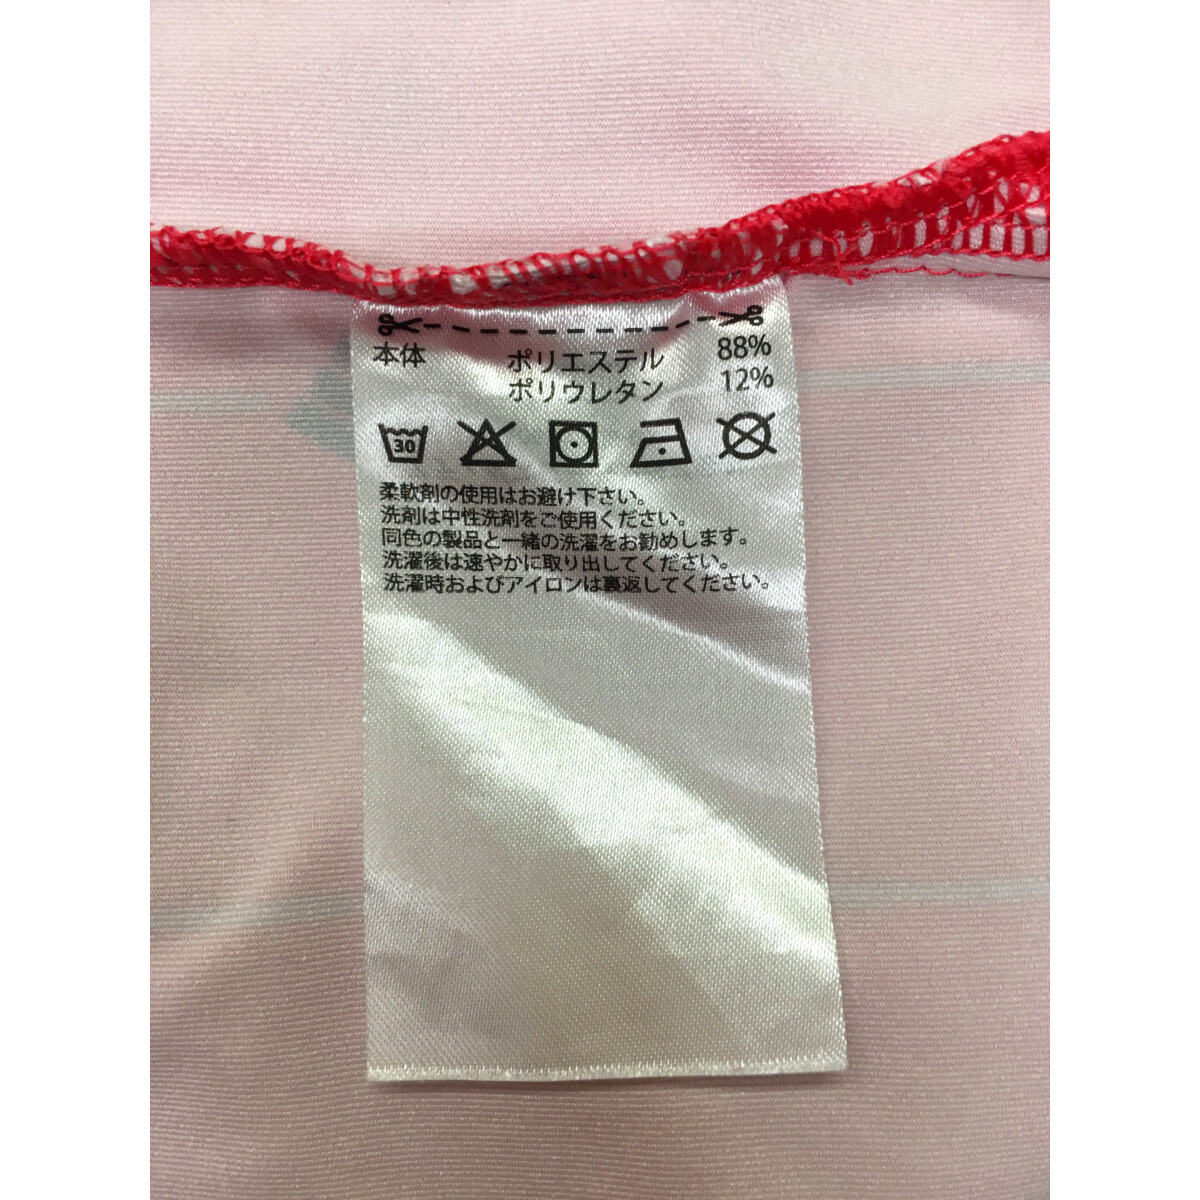 本体 ポリエステル 88%
ポリウレタン 12%
30
柔軟剤の使用はお避け下さい。
洗剤は中性洗剤をご使用ください。
同色の製品と一緒の洗濯をお勧めします。
洗濯後は速やかに取り出してください。
洗濯時およびアイロンは裏返してください。